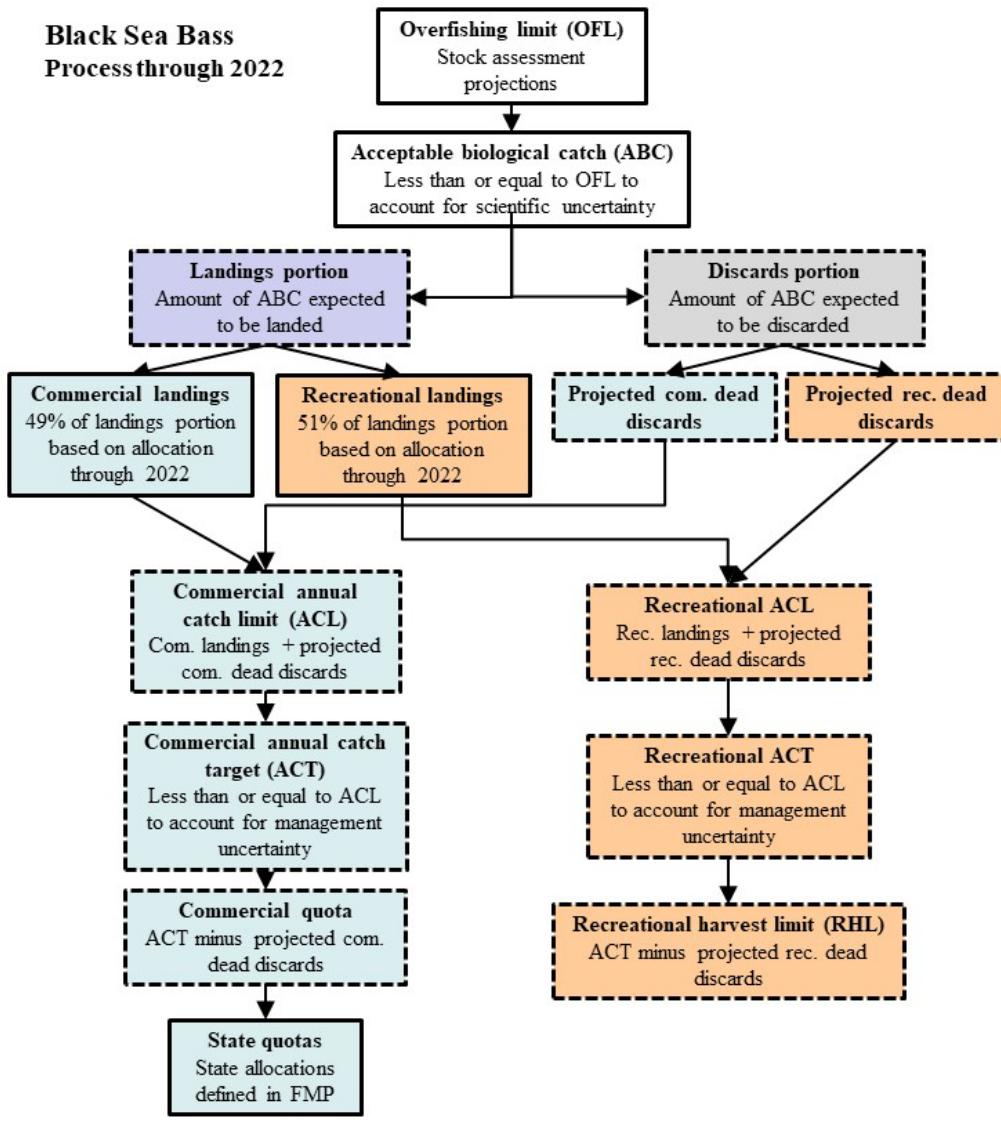 Black Sea Bass
Process through 2022
Overfishing limit (OFL)
Stock assessment
projections
Acceptable biological catch (ABC)
Less than or equal to OFL to
account for scientific uncertainty
Landings portion
Amount of ABC expected
to be landed
Discards portion
Amount of ABC expected
to be discarded
Commercial landings
49% of landings portion
based on allocation
through 2022
Recreational landings
51% of landings portion
based on allocation
through 2022
Projected com. dead
discards
Projected rec. dead
discards
Commercial annual
catch limit (ACL)
Com. landings + projected
com. dead discards
Recreational ACL
Rec. landings + projected
rec. dead discards
Commercial annual catch
target (ACT)
Less than or equal to ACL
to account for management
uncertainty
Recreational ACT
Less than or equal to ACL
to account for management
uncertainty
Commercial quota
ACT minus projected com.
dead discards
Recreational harvest limit (RHL)
ACT minus projected rec. dead
discards
State quotas
State allocations
defined in FMP